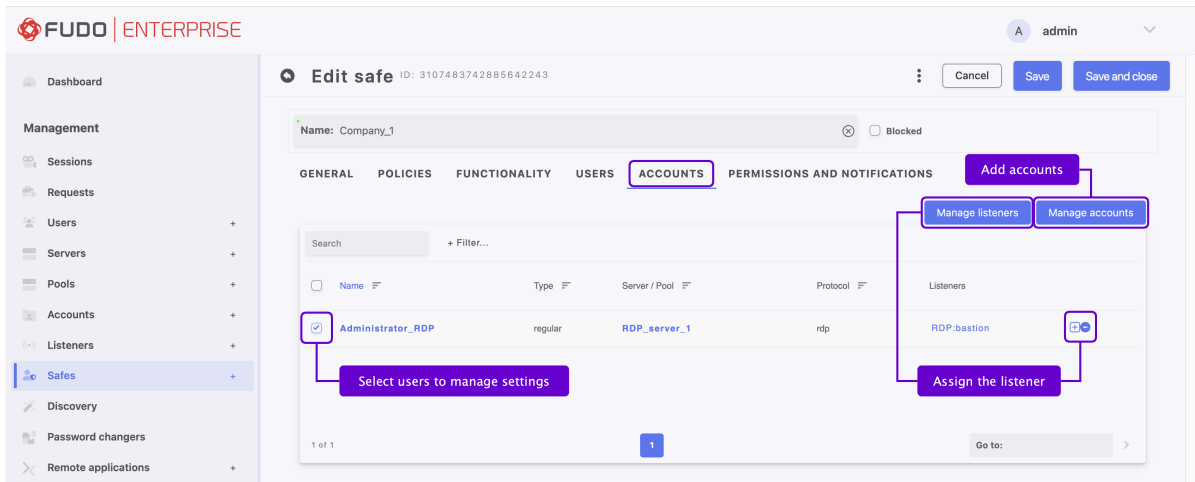 FUDO ENTERPRISE
A admin
Dashboard
Management
Sessions
Requests
Users +
Servers +
Pools +
Accounts +
Listeners +
Safes +
Discovery
Password changers
Remote applications +
Edit safe ID: 3107483742885642243
Cancel
Save
Save and close
Name: Company_1
Blocked
GENERAL POLICIES FUNCTIONALITY USERS ACCOUNTS PERMISSIONS AND NOTIFICATIONS
Add accounts
Manage listeners
Manage accounts
Search
+ Filter...
Name Type Server / Pool Protocol Listeners
Administrator_RDP regular RDP_server_1 rdp RDP:bastion
Select users to manage settings
Assign the listener
1 of 1
1
Go to: